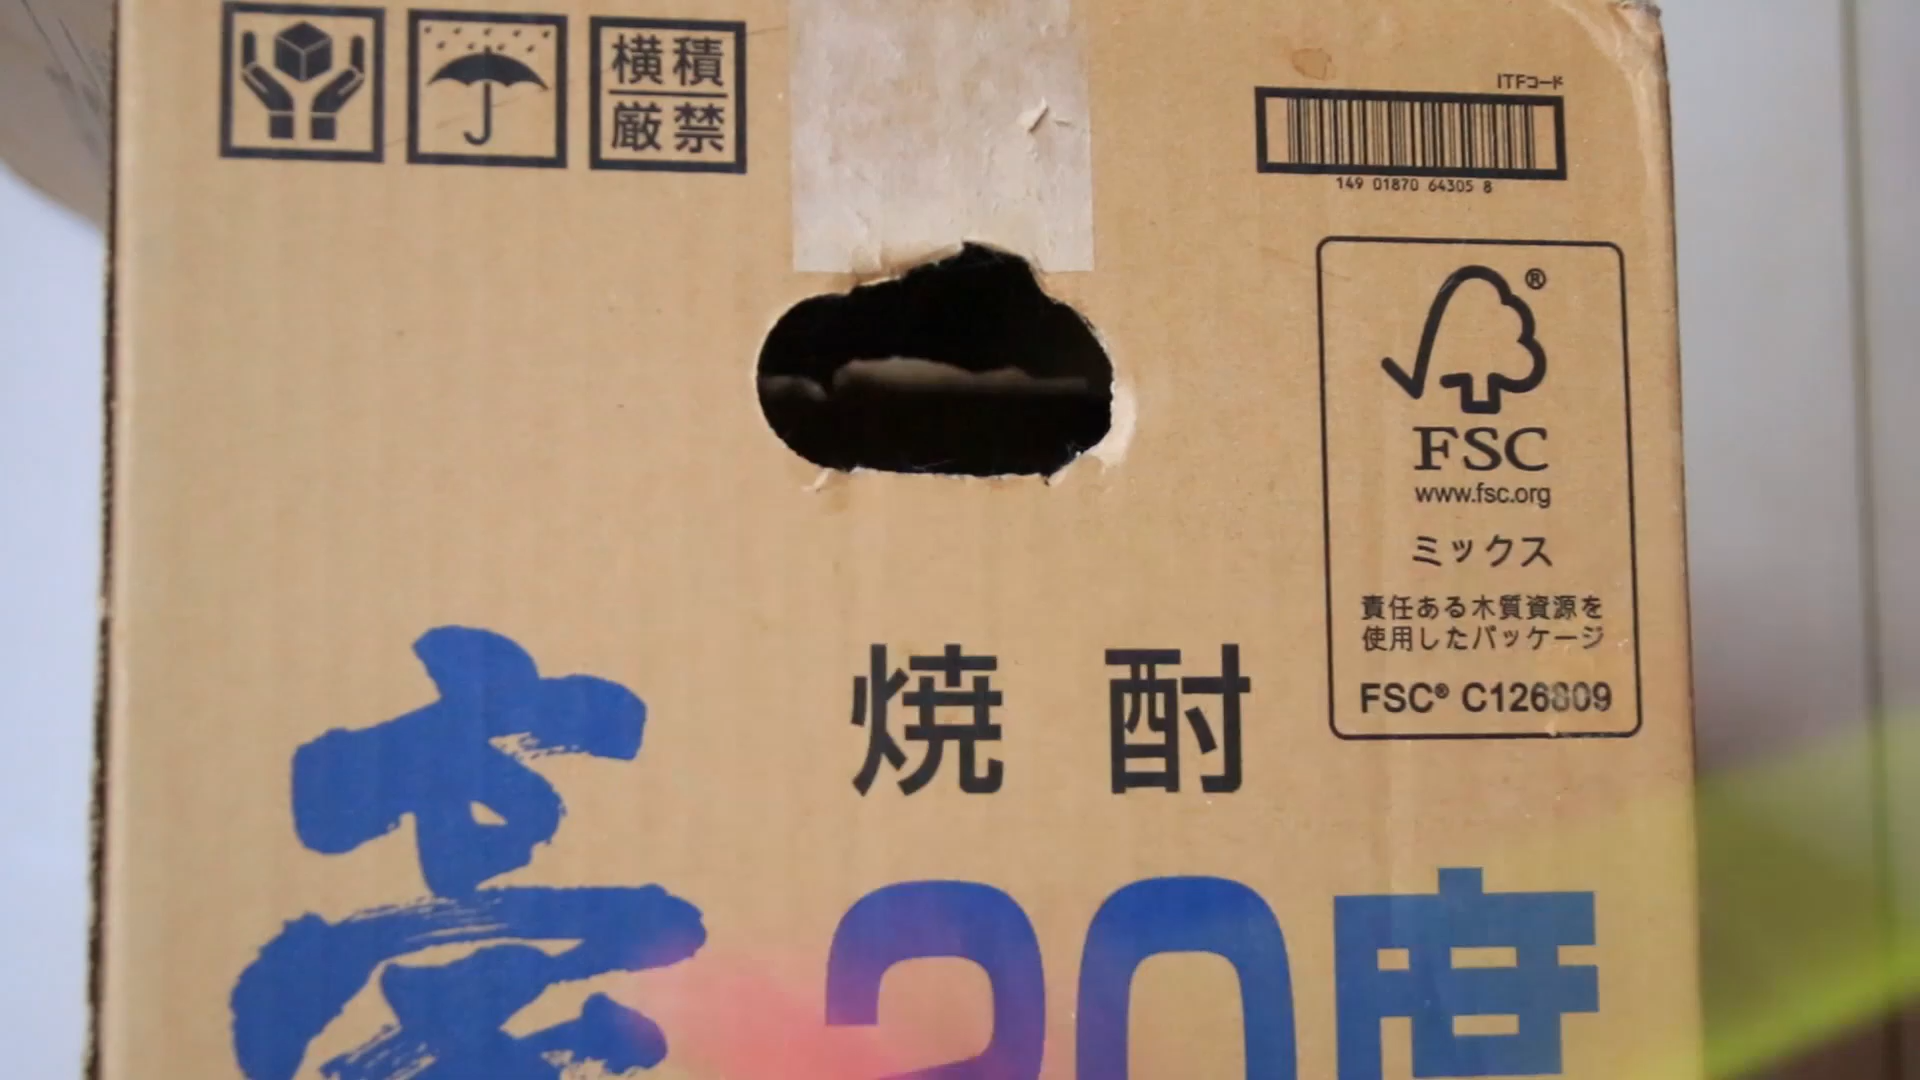 横積
厳禁
ITFコード
149 01870 64305 8
FSC
www.fsc.org
ミックス
責任ある木質資源を
使用したパッケージ
FSC® C126809
焼酎
20度